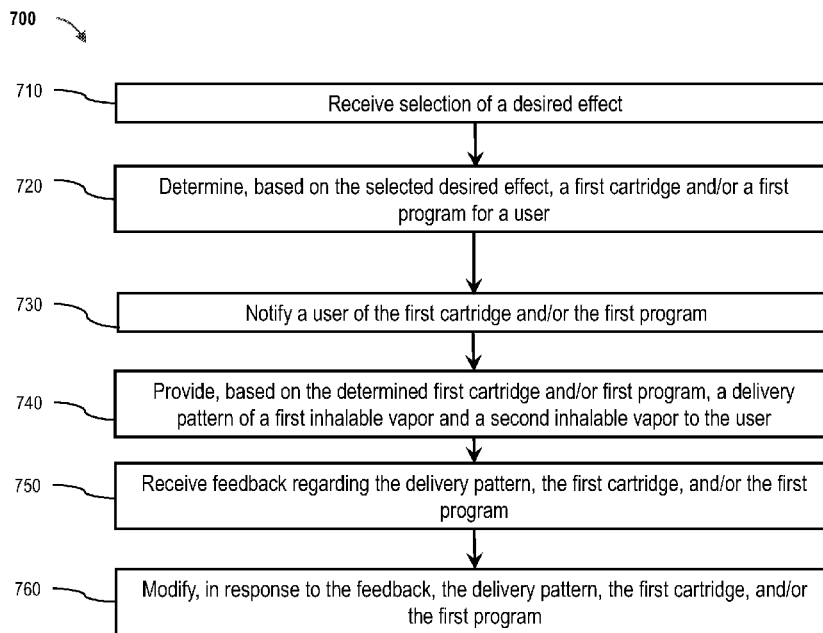 700
710
Receive selection of a desired effect
720
Determine, based on the selected desired effect, a first cartridge and/or a first
program for a user
730
Notify a user of the first cartridge and/or the first program
740
Provide, based on the determined first cartridge and/or first program, a delivery
pattern of a first inhalable vapor and a second inhalable vapor to the user
750
Receive feedback regarding the delivery pattern, the first cartridge, and/or the first
program
760
Modify, in response to the feedback, the delivery pattern, the first cartridge, and/or
the first program